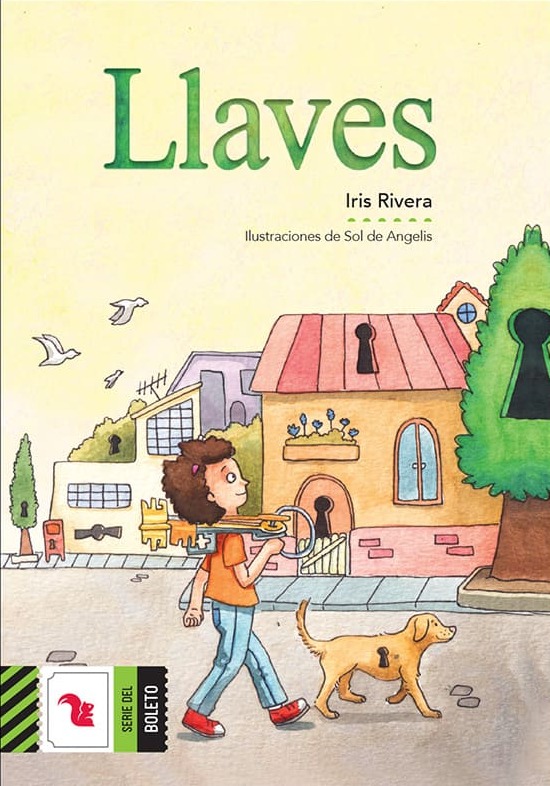 Llaves
Iris Rivera
Ilustraciones de Sol de Angelis
SERIE DEL
BOLETO